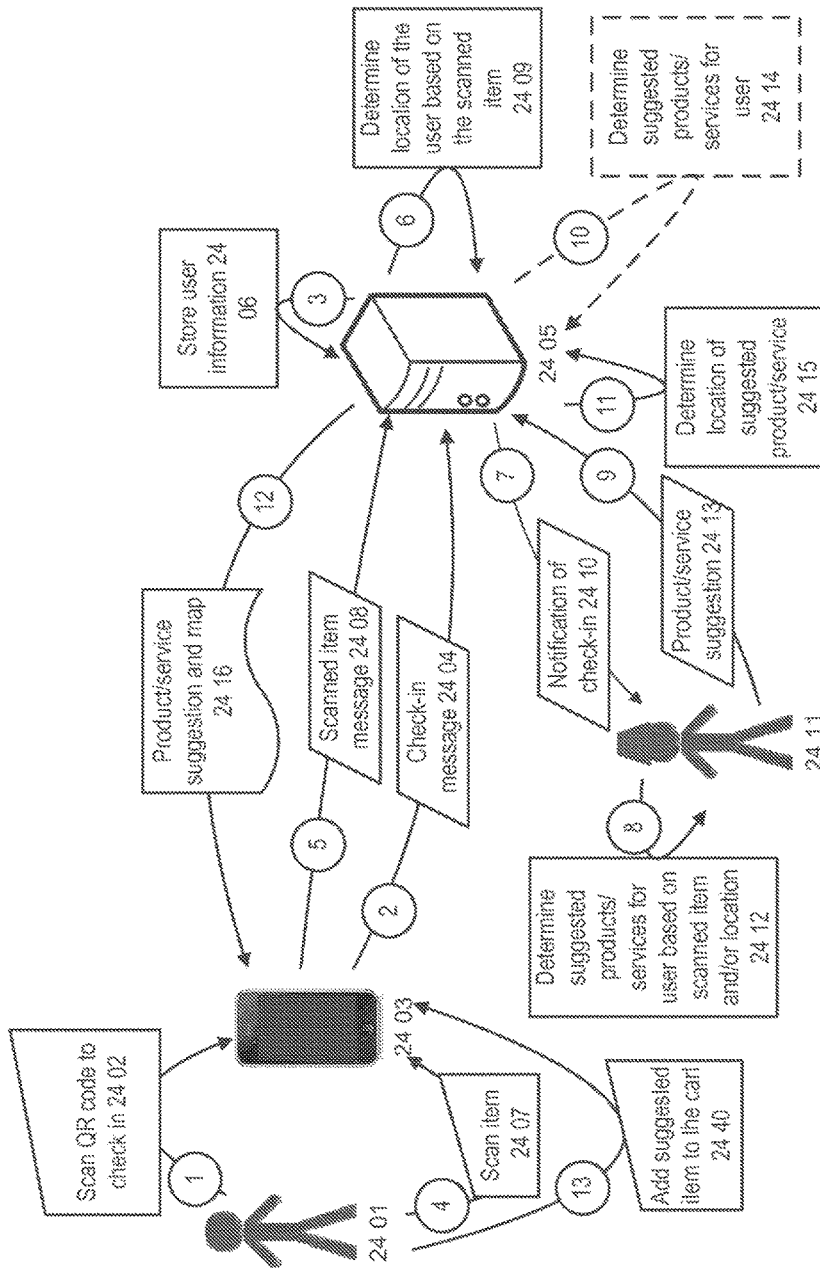 Scan QR code to
check in 24 02
1
24 01
4
Scan item
24 07
13
Add suggested
item to the cart
24 40
24 03
Product/service
suggestion and map
24 16
12
5
Scanned item
message 24 08
2
Check-in
message 24 04
Store user
information 24
06
3
6
Determine
location of the
user based on
the scanned
item
24 09
24 05
7
Notification of
check-in 24 10
8
Determine
suggested
products/
services for
user based on
scanned item
and/or location
24 12
24 11
9
Product/service
suggestion 24 13
10
Determine
suggested
products/
services for
user
24 14
11
Determine
location of
suggested
product/service
24 15